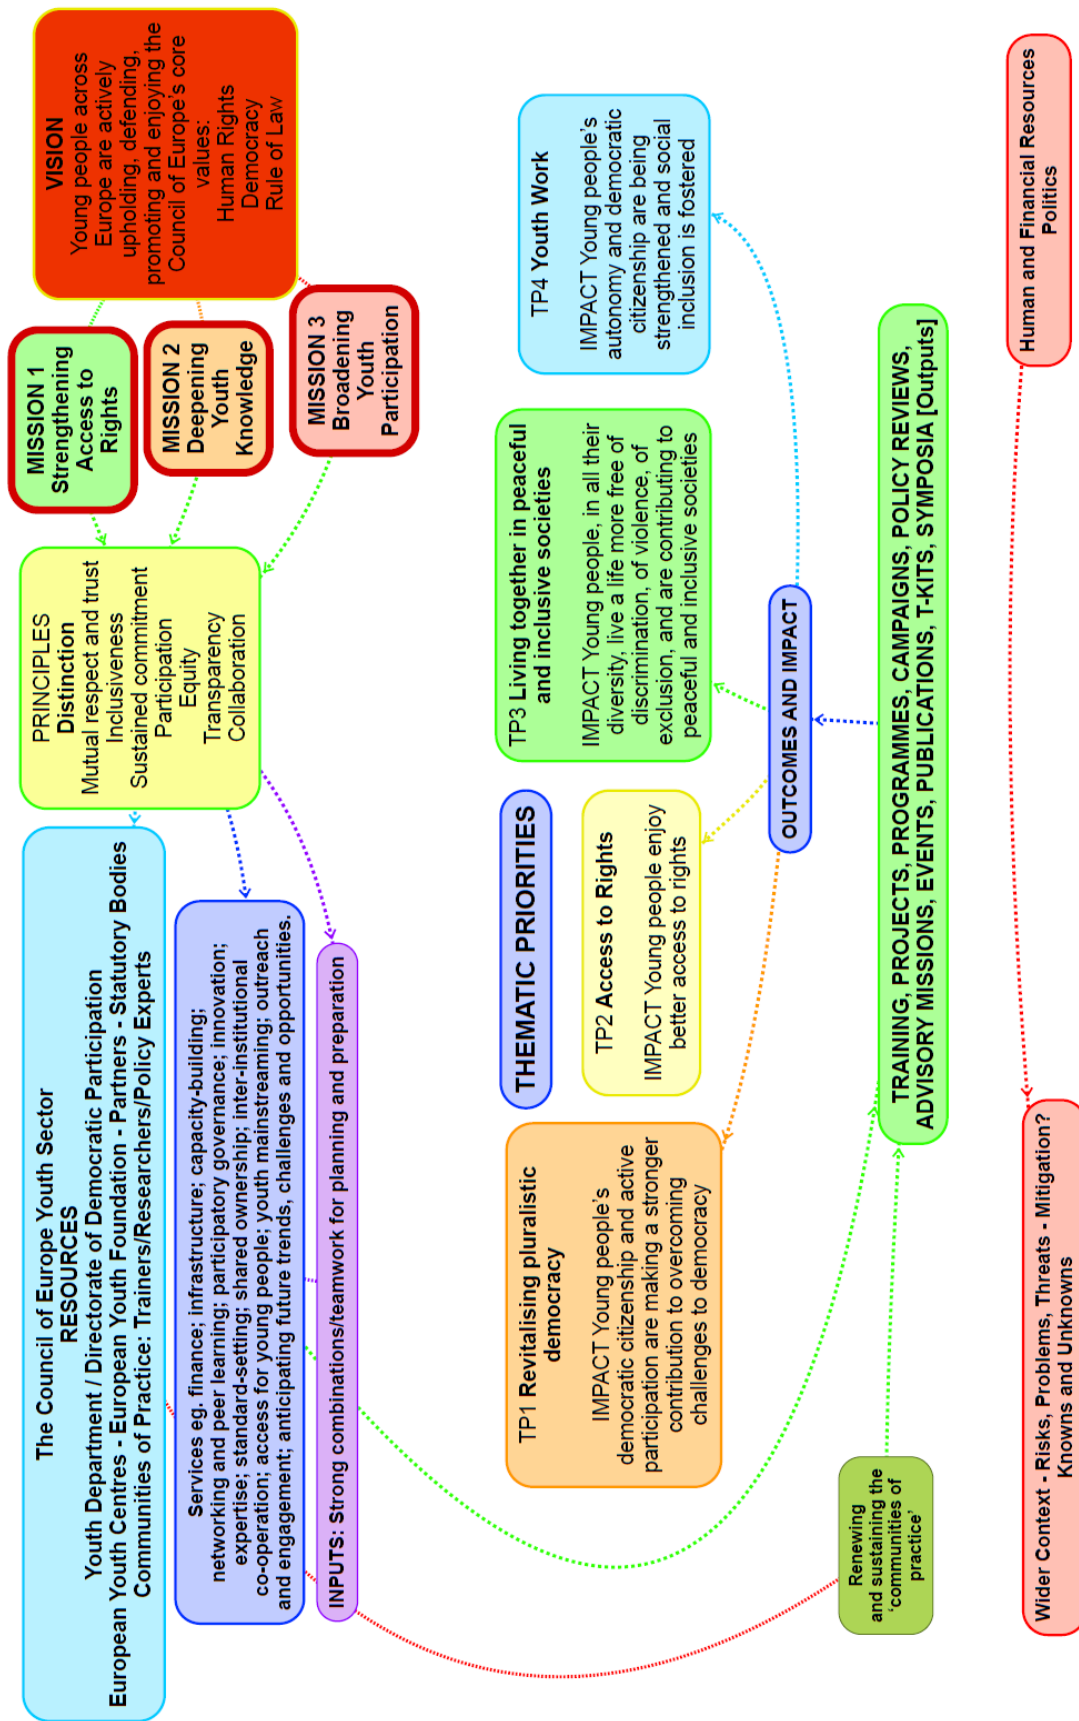 The Council of Europe Youth Sector
RESOURCES
Youth Department / Directorate of Democratic Participation
European Youth Centres - European Youth Foundation - Partners - Statutory Bodies
Communities of Practice: Trainers/Researchers/Policy Experts
PRINCIPLES
Distinction
Mutual respect and trust
Inclusiveness
Sustained commitment
Participation
Equity
Transparency
Collaboration
MISSION 1
Strengthening
Access to
Rights
MISSION 2
Deepening
Youth
Knowledge
MISSION 3
Broadening
Youth
Participation
VISION
Young people across
Europe are actively
upholding, defending,
promoting and enjoying the
Council of Europe's core
values:
Human Rights
Democracy
Rule of Law
Services eg. finance; infrastructure; capacity-building;
networking and peer learning; participatory governance; innovation;
expertise; standard-setting; shared ownership; inter-institutional
co-operation; access for young people; youth mainstreaming; outreach
and engagement; anticipating future trends, challenges and opportunities.
INPUTS: Strong combinations/teamwork for planning and preparation
THEMATIC PRIORITIES
TP1 Revitalising pluralistic
democracy
IMPACT Young people's
democratic citizenship and active
participation are making a stronger
contribution to overcoming
challenges to democracy
TP2 Access to Rights
IMPACT Young people enjoy
better access to rights
TP3 Living together in peaceful
and inclusive societies
IMPACT Young people, in all their
diversity, live a life more free of
discrimination, of violence, of
exclusion, and are contributing to
peaceful and inclusive societies
TP4 Youth Work
IMPACT Young people's
autonomy and democratic
citizenship are being
strengthened and social
inclusion is fostered
OUTCOMES AND IMPACT
Renewing
and sustaining the
'communities of
practice'
TRAINING, PROJECTS, PROGRAMMES, CAMPAIGNS, POLICY REVIEWS,
ADVISORY MISSIONS, EVENTS, PUBLICATIONS, T-KITS, SYMPOSIA [Outputs]
Wider Context - Risks, Problems, Threats - Mitigation?
Knowns and Unknowns
Human and Financial Resources
Politics